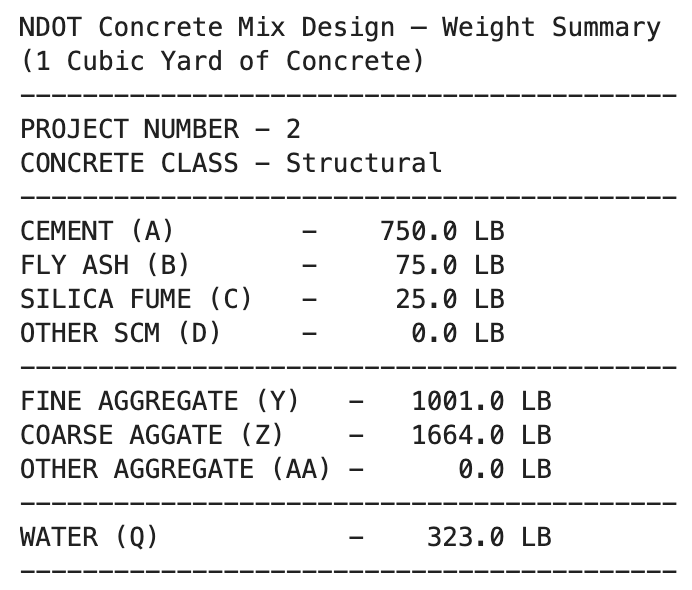 NDOT Concrete Mix Design – Weight Summary
(1 Cubic Yard of Concrete)
------------------------------------------
PROJECT NUMBER – 2
CONCRETE CLASS – Structural
------------------------------------------
CEMENT (A)        –    750.0 LB
FLY ASH (B)       –     75.0 LB
SILICA FUME (C)   –     25.0 LB
OTHER SCM (D)     –      0.0 LB
------------------------------------------
FINE AGGREGATE (Y)   –   1001.0 LB
COARSE AGGATE (Z)    –   1664.0 LB
OTHER AGGREGATE (AA) –      0.0 LB
------------------------------------------
WATER (Q)            –    323.0 LB
------------------------------------------